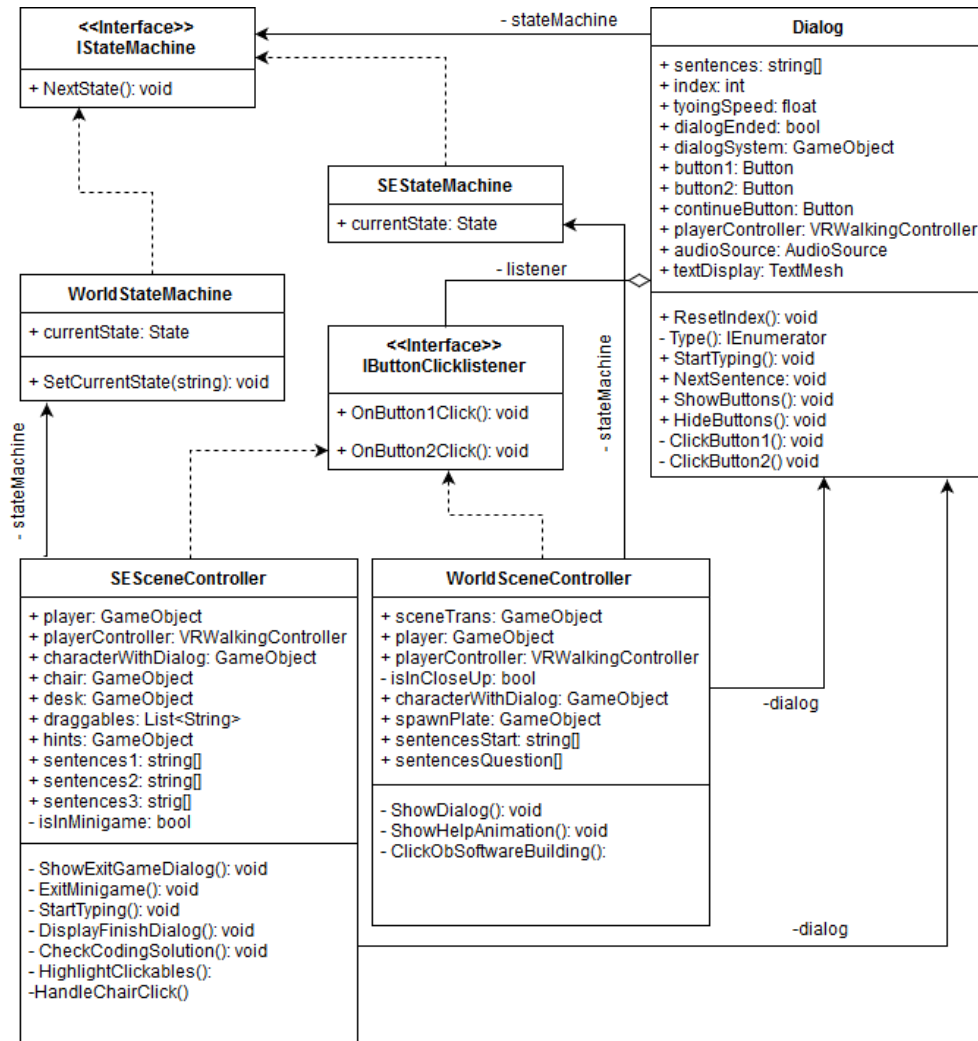 <<Interface>>
IStateMachine
+ NextState(): void
- stateMachine
Dialog
+ sentences: string[]
+ index: int
+ tyoingSpeed: float
+ dialogEnded: bool
+ dialogSystem: GameObject
+ button1: Button
+ button2: Button
+ continueButton: Button
+ playerController: VRWalkingController
+ audioSource: AudioSource
+ textDisplay: TextMesh
+ ResetIndex(): void
- Type(): IEnumerator
+ StartTyping(): void
+ NextSentence: void
+ ShowButtons(): void
+ HideButtons(): void
- ClickButton1(): void
- ClickButton2() void
SEStateMachine
+ currentState: State
- listener
WorldStateMachine
+ currentState: State
+ SetCurrentState(string): void
<<Interface>>
IButtonClicklistener
+ OnButton1Click(): void
+ OnButton2Click(): void
- stateMachine
- stateMachine
SESceneController
+ player: GameObject
+ playerController: VRWalkingController
+ characterWithDialog: GameObject
+ chair: GameObject
+ desk: GameObject
+ draggables: List<String>
+ hints: GameObject
+ sentences1: string[]
+ sentences2: string[]
+ sentences3: strig[]
- isInMinigame: bool
- ShowExitGameDialog(): void
- ExitMinigame(): void
- StartTyping(): void
- DisplayFinishDialog(): void
- CheckCodingSolution(): void
- HighlightClickables():
-HandleChairClick()
WorldSceneController
+ sceneTrans: GameObject
+ player: GameObject
+ playerController: VRWalkingController
- isInCloseUp: bool
+ characterWithDialog: GameObject
+ spawnPlate: GameObject
+ sentencesStart: string[]
+ sentencesQuestion[]
- ShowDialog(): void
- ShowHelpAnimation(): void
- ClickObSoftwareBuilding():
-dialog
-dialog